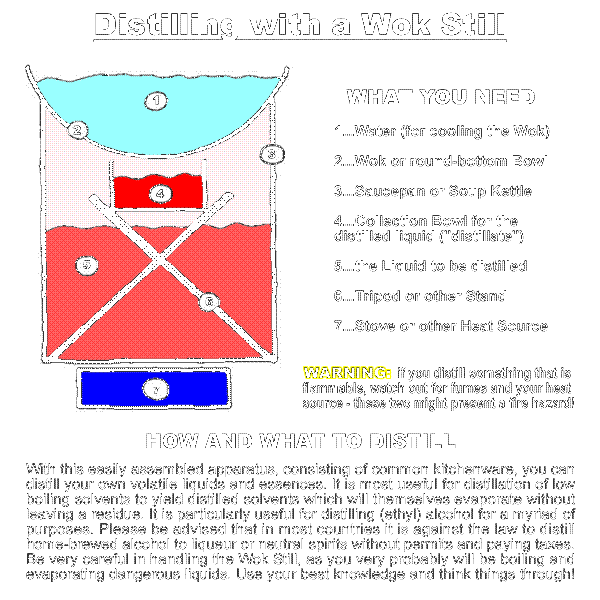 Distilling with a Wok Still
WHAT YOU NEED
1...Water (for cooling the Wok)
2...Wok or round-bottom Bowl
3...Saucepan or Soup Kettle
4...Collection Bowl for the
distilled liquid ("distillate")
5...the Liquid to be distilled
6...Tripod or other Stand
7...Stove or other Heat Source
1
2
3
4
5
6
7
WARNING: if you distill something that is
flammable, watch out for fumes and your heat
source - these two might present a fire hazard!
HOW AND WHAT TO DISTILL
With this easily assembled apparatus, consisting of common kitchenware, you can
distill your own volatile liquids and essences. It is most useful for distillation of low
boiling solvents to yield distilled solvents which will themselves evaporate without
leaving a residue. It is particularly useful for distilling (ethyl) alcohol for a myriad of
purposes. Please be advised that in most countries it is against the law to distill
home-brewed alcohol to liqueur or neutral spirits without permits and paying taxes.
Be very careful in handling the Wok Still, as you very probably will be boiling and
evaporating dangerous liquids. Use your best knowledge and think things through!